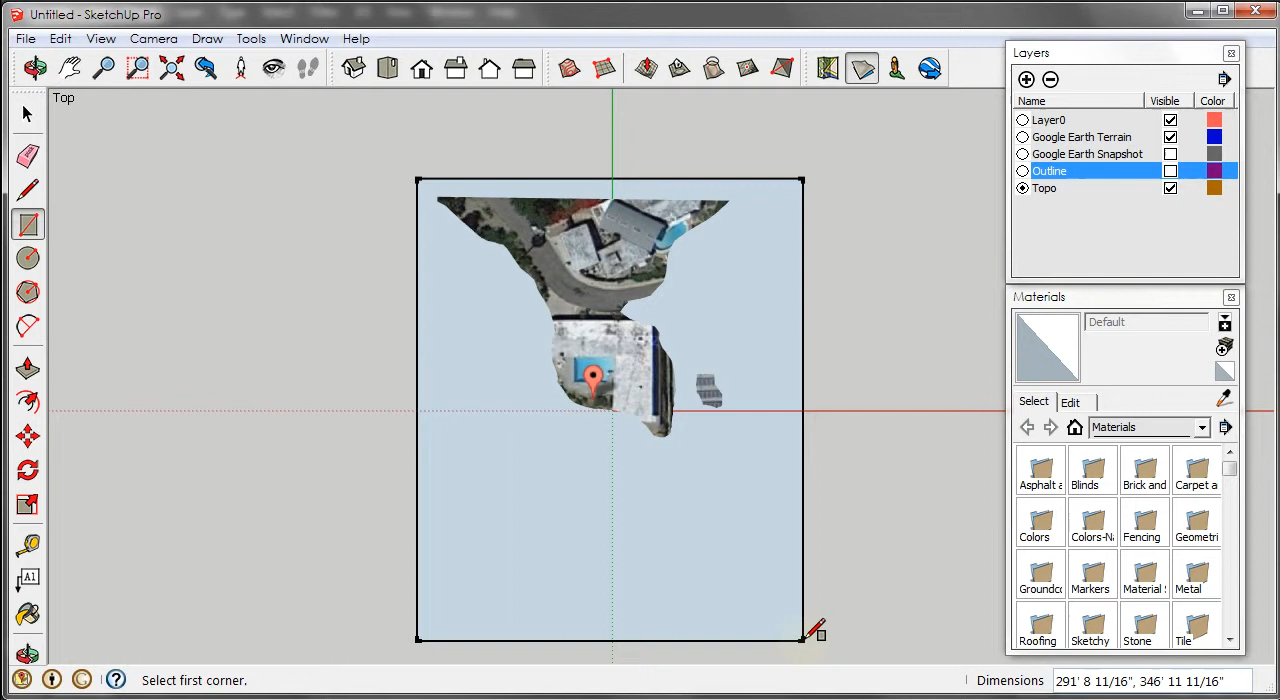 Untitled - SketchUp Pro
File Edit View Camera Draw Tools Window Help
Top
Layers
Name Visible Color
Layer0
Google Earth Terrain
Google Earth Snapshot
Outline
Topo
Materials
Default
Select Edit
Materials
Asphalt a Blinds Brick and Carpet a
Colors Colors-Na Fencing Geometri
Groundco Markers Material S Metal
Roofing Sketchy Stone Tile
A1
Select first corner.
Dimensions 291' 8 11/16", 346' 11 11/16"